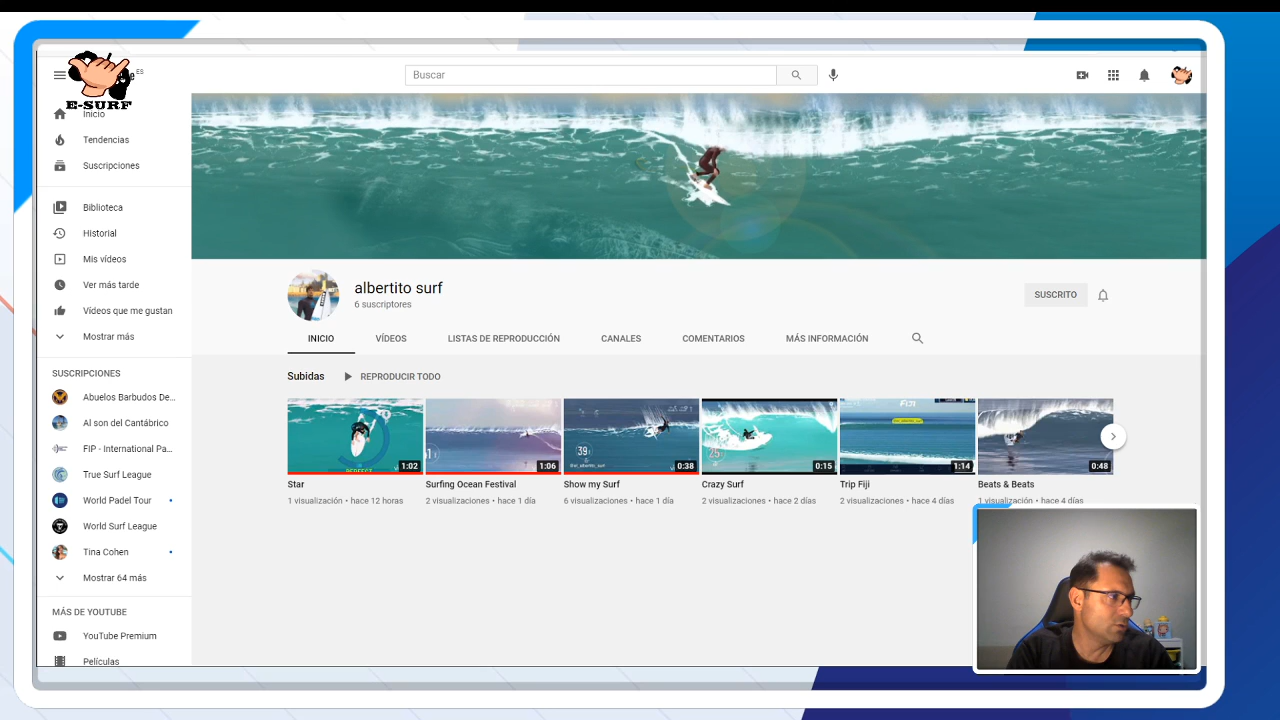 E-SURF
ES
Buscar
Inicio
Tendencias
Suscripciones
Biblioteca
Historial
Mis vídeos
Ver más tarde
Vídeos que me gustan
Mostrar más
SUSCRIPCIONES
Abuelos Barbudos De...
Al son del Cantábrico
FIP - International Pa...
True Surf League
World Padel Tour
World Surf League
Tina Cohen
Mostrar 64 más
MÁS DE YOUTUBE
YouTube Premium
Películas
albertito surf
6 suscriptores
SUSCRITO
INICIO VÍDEOS LISTAS DE REPRODUCCIÓN CANALES COMENTARIOS MÁS INFORMACIÓN
Subidas REPRODUCIR TODO
PERFECT 1:02
1:06
39 0:38
25 0:15
FIJI 1:14
0:48
Star
1 visualización • hace 12 horas
Surfing Ocean Festival
2 visualizaciones • hace 1 día
Show my Surf
6 visualizaciones • hace 1 día
Crazy Surf
2 visualizaciones • hace 2 días
Trip Fiji
2 visualizaciones • hace 4 días
Beats & Beats
1 visualización • hace 4 días